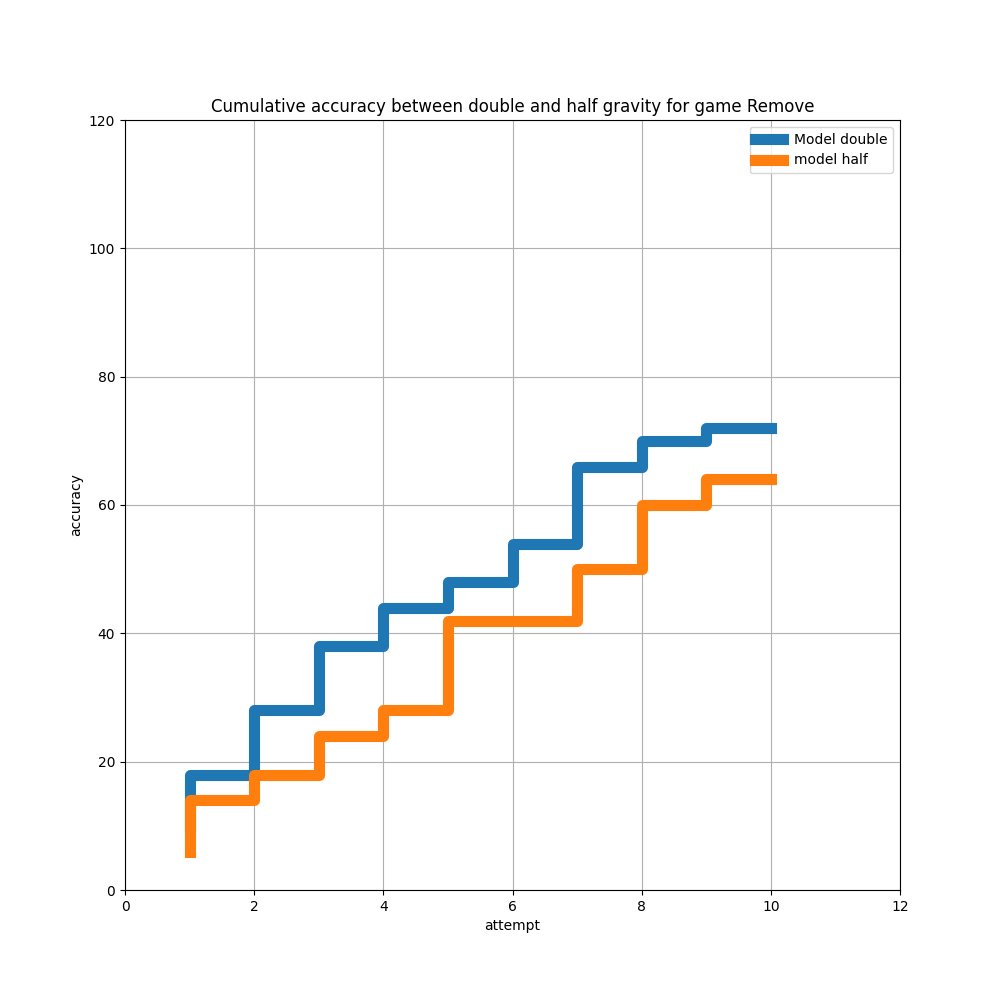 Cumulative accuracy between double and half gravity for game Remove
120
100
80
60
40
20
0
accuracy
Model double
model half
0 2 4 6 8 10 12
attempt